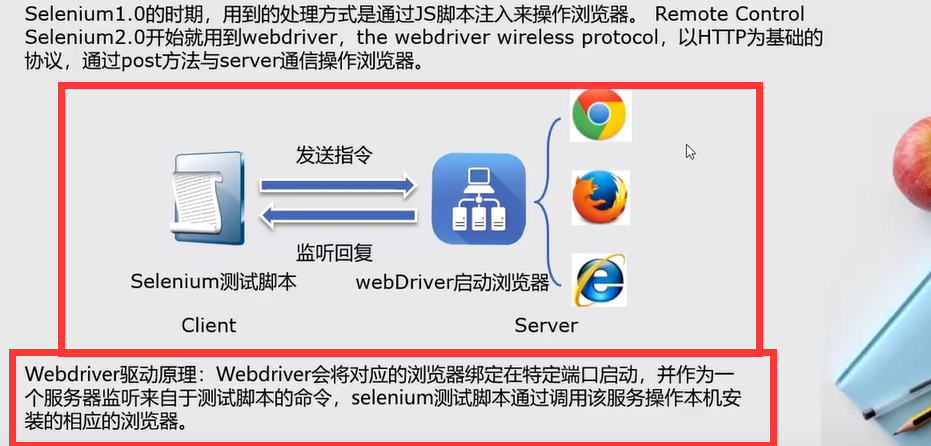 Selenium1.0的时期，用到的处理方式是通过JS脚本注入来操作浏览器。 Remote Control
Selenium2.0开始就用到webdriver，the webdriver wireless protocol，以HTTP为基础的
协议，通过post方法与server通信操作浏览器。
发送指令
监听回复
Selenium测试脚本
webDriver启动浏览器
Client
Server
Webdriver驱动原理：Webdriver会将对应的浏览器绑定在特定端口启动，并作为一
个服务器监听来自于测试脚本的命令，selenium测试脚本通过调用该服务操作本机安
装的相应的浏览器。